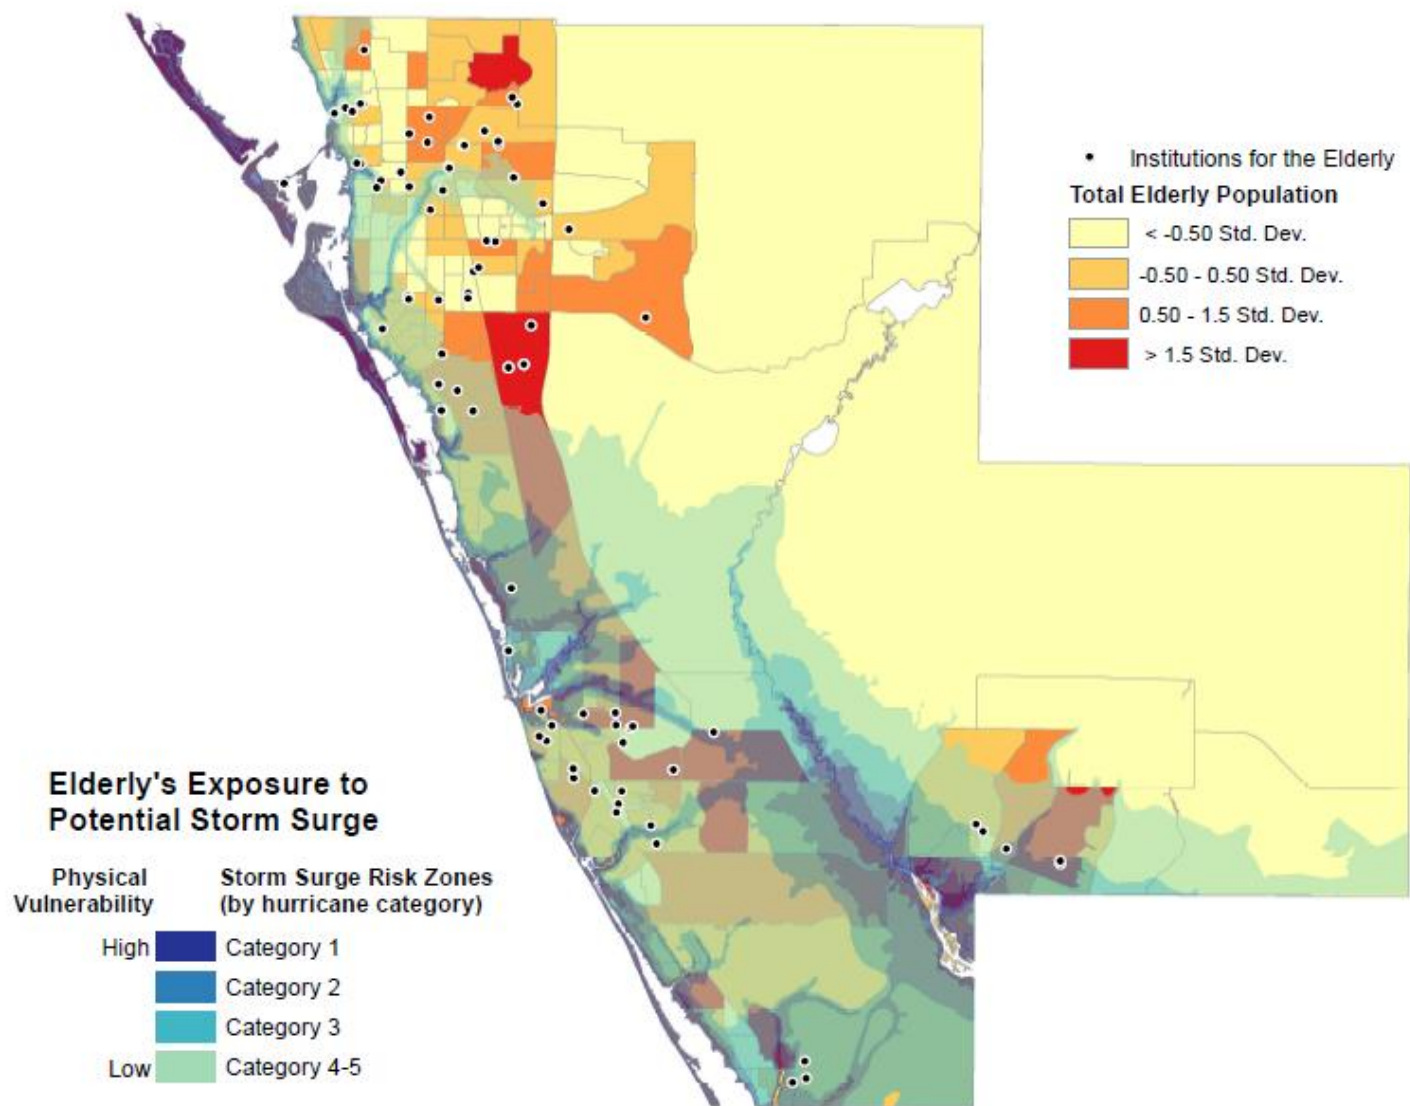 Institutions for the Elderly
Total Elderly Population
< -0.50 Std. Dev.
-0.50 - 0.50 Std. Dev.
0.50 - 1.5 Std. Dev.
> 1.5 Std. Dev.
Elderly's Exposure to
Potential Storm Surge
Physical
Vulnerability
Storm Surge Risk Zones
(by hurricane category)
High
Category 1
Category 2
Category 3
Low
Category 4-5